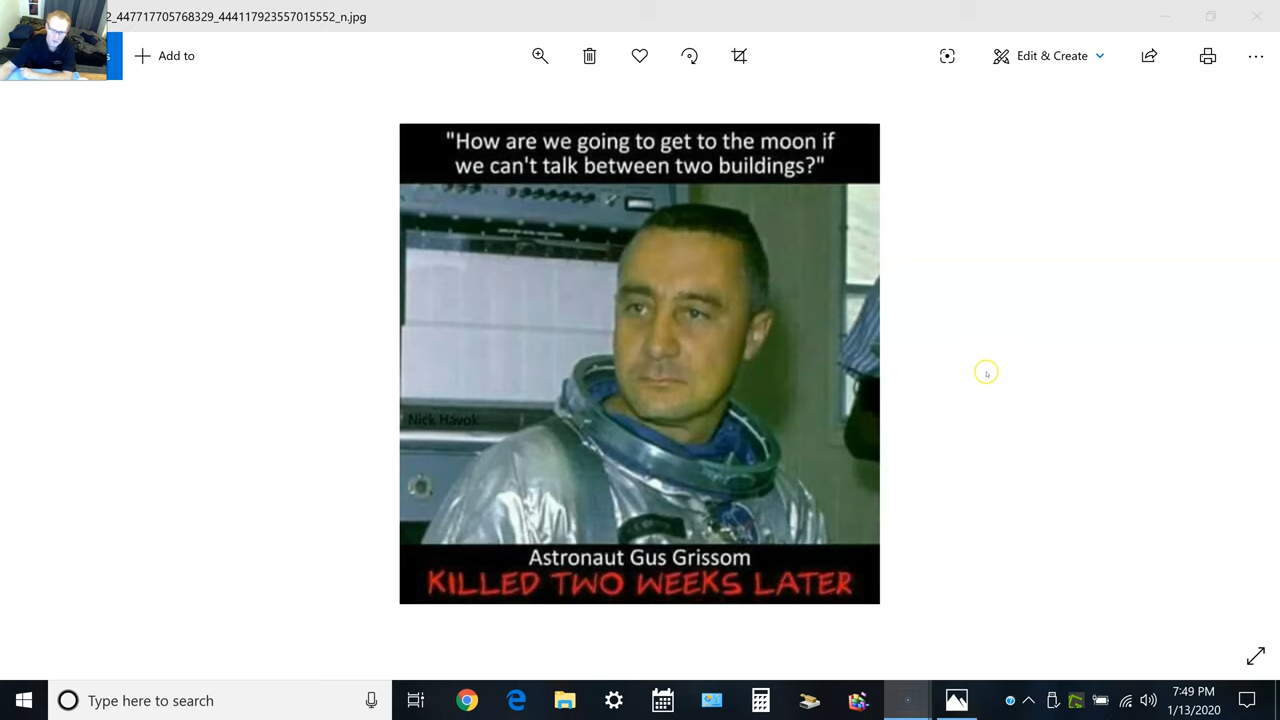 2_447717705768329_444117923557015552_n.jpg
Add to
Edit & Create
"How are we going to get to the moon if
we can't talk between two buildings?"
Nick Havok
Astronaut Gus Grissom
KILLED TWO WEEKS LATER
Type here to search
7:49 PM
1/13/2020